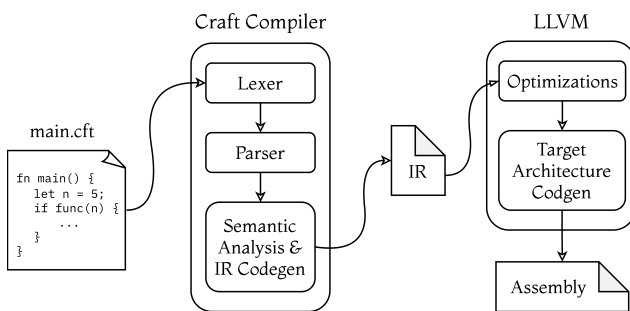 Craft Compiler
LLVM
Lexer
Optimizations
main.cft
fn main() {
let n = 5;
if func(n) {
...
}
}
Parser
IR
Target
Architecture
Codgen
Semantic
Analysis &
IR Codegen
Assembly